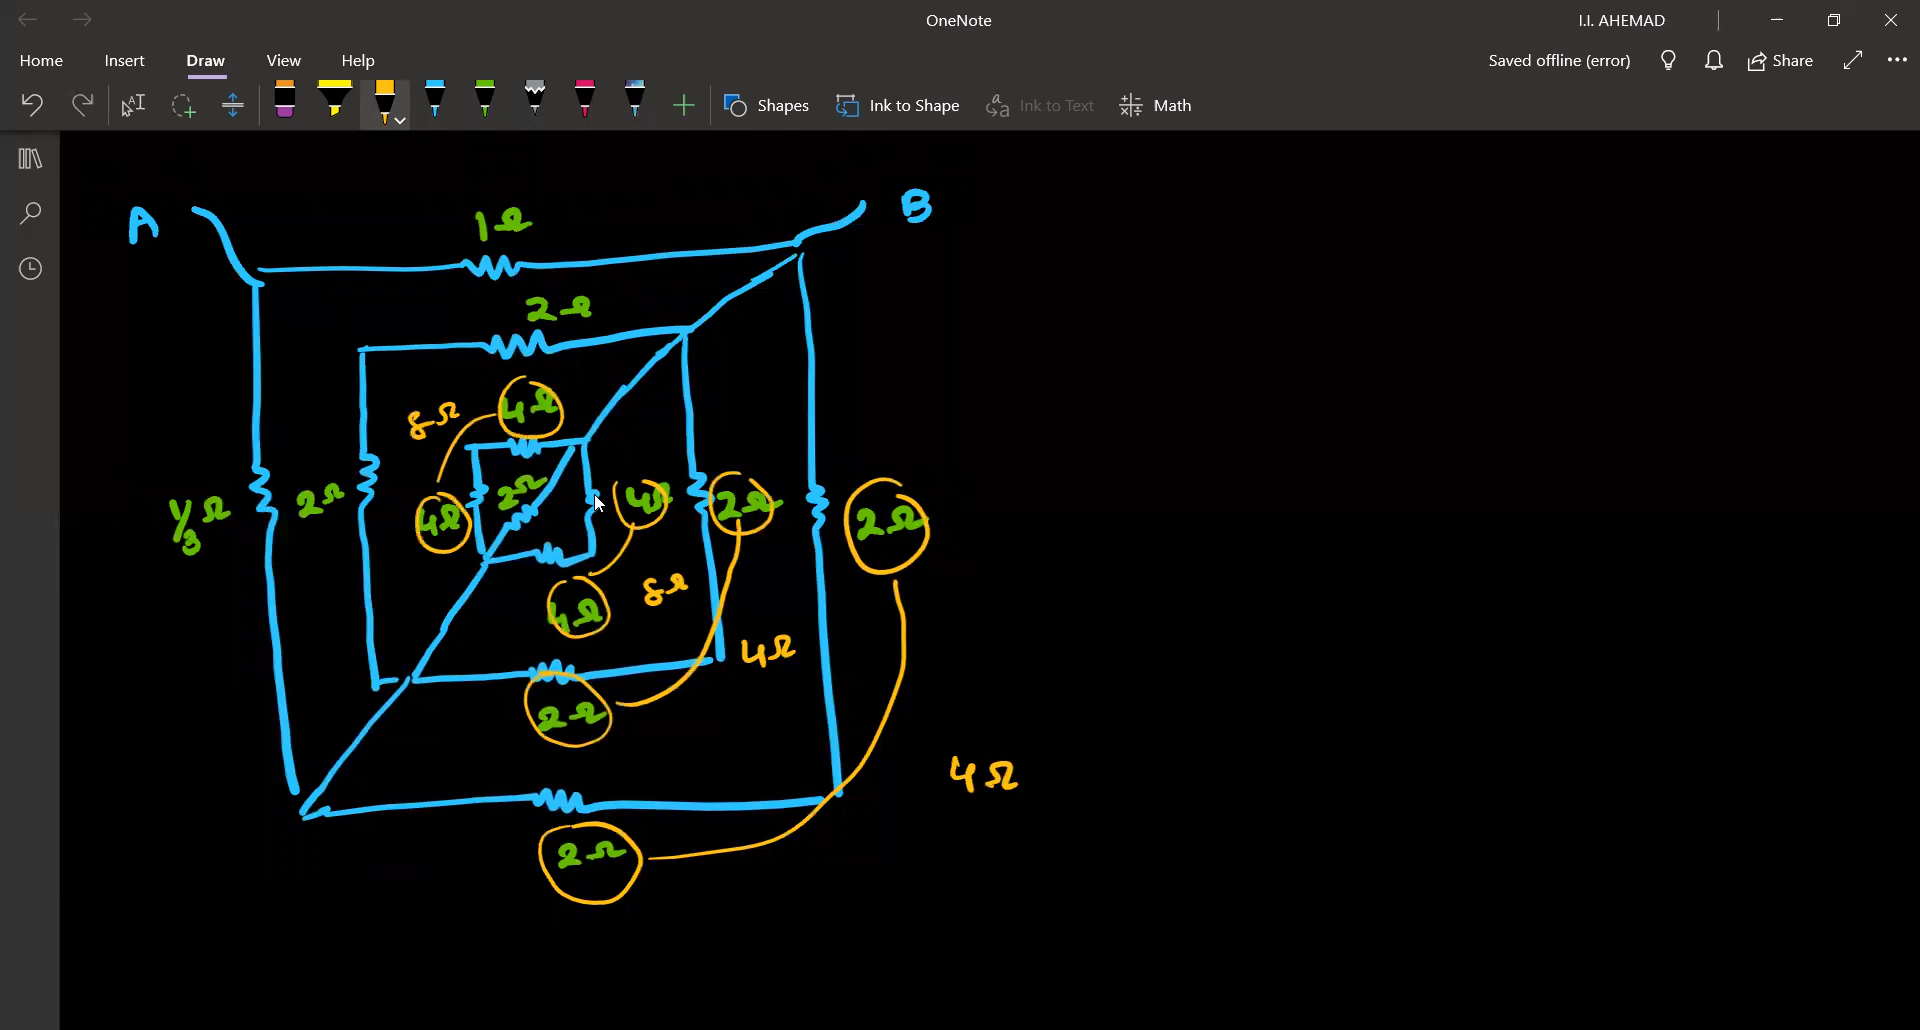 OneNote
I.I. AHEMAD
Home Insert Draw View Help
Saved offline (error) Share
Shapes Ink to Shape Ink to Text Math
A B
1Ω
2Ω
8Ω 4Ω
1/3Ω 2Ω 4Ω 2Ω 4Ω 2Ω 2Ω
4Ω 8Ω
4Ω
2Ω
4Ω
2Ω